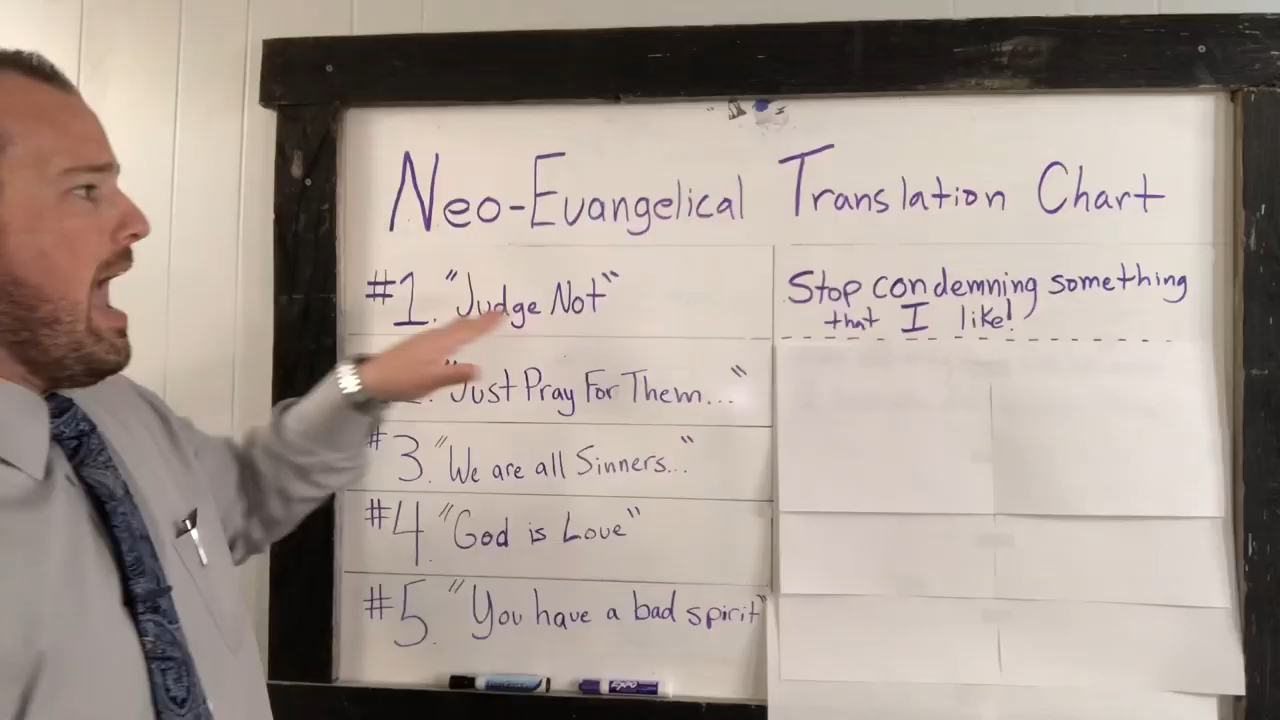 Neo-Evangelical Translation Chart
#1. "Judge Not"
Stop condemning something
that I like!
"Just Pray For Them..."
#3. "We are all Sinners..."
#4. "God is Love"
#5. "You have a bad spirit"
EXPO